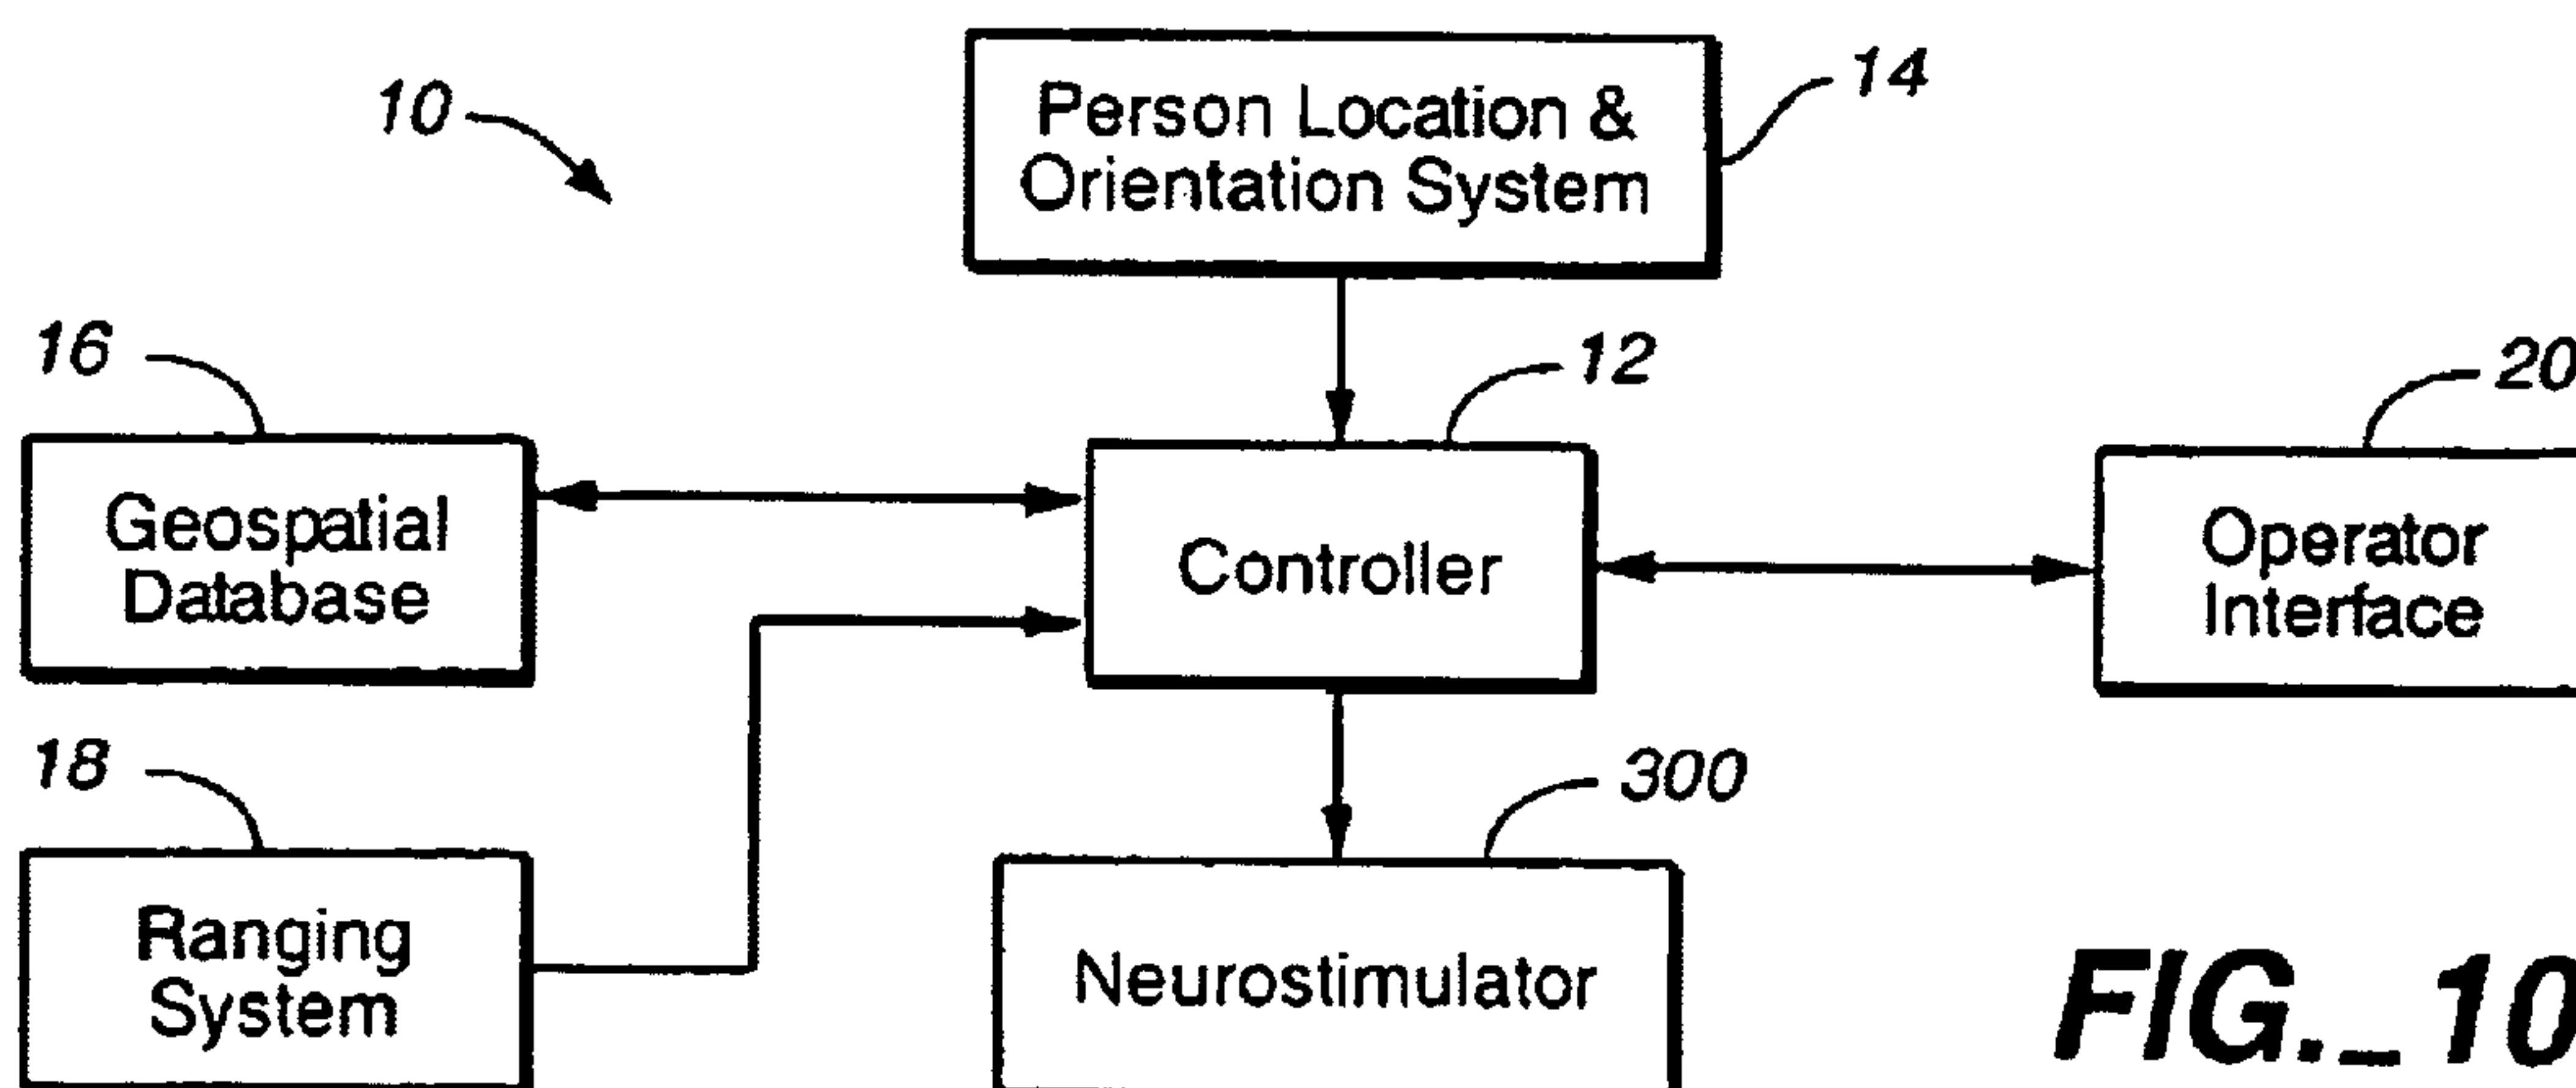 10
Person Location &
Orientation System
14
16
12
20
Geospatial
Database
Controller
Operator
Interface
18
300
Ranging
System
Neurostimulator
FIG._10